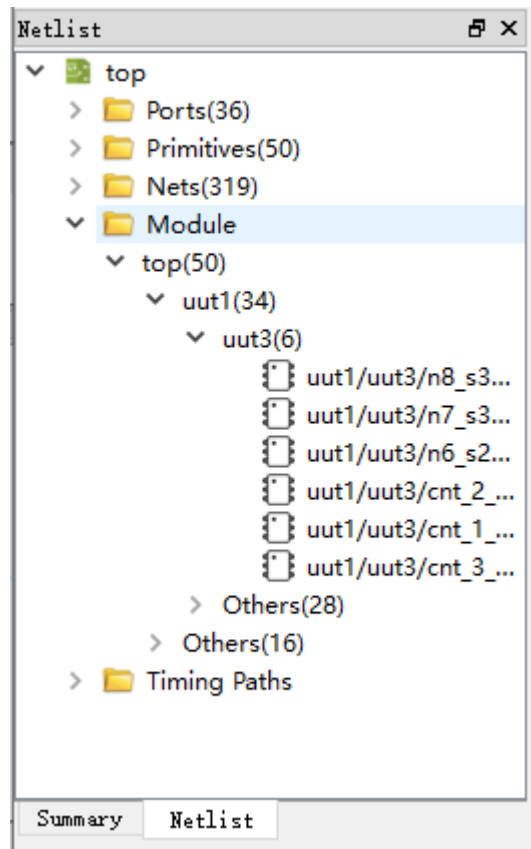 Netlist
top
Ports(36)
Primitives(50)
Nets(319)
Module
top(50)
uut1(34)
uut3(6)
uut1/uut3/n8_s3...
uut1/uut3/n7_s3...
uut1/uut3/n6_s2...
uut1/uut3/cnt_2_...
uut1/uut3/cnt_1_...
uut1/uut3/cnt_3_...
Others(28)
Others(16)
Timing Paths
Summary Netlist